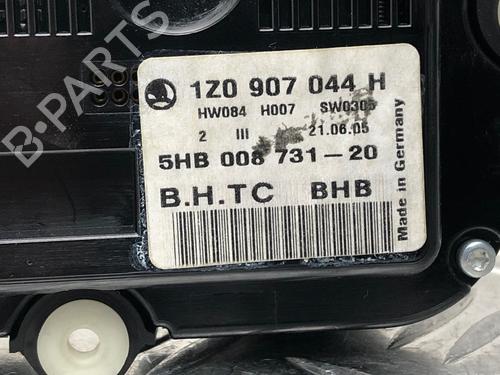 B-PARTS
1Z0 907 044 H
HW084 H007 SW0305
2 III 21.06.05
5HB 008 731-20
B.H.TC BHB
Made in Germany